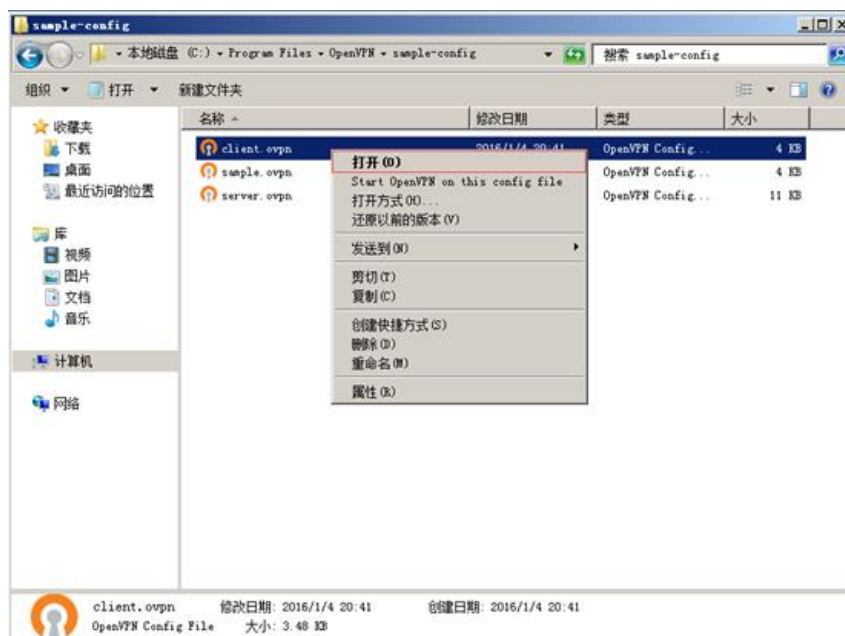 sample-config
本地磁盘 (C:) Program Files OpenVPN sample-config
搜索 sample-config
组织 打开 新建文件夹
名称 修改日期 类型 大小
收藏夹
下载
桌面
最近访问的位置
库
视频
图片
文档
音乐
计算机
网络
client.ovpn 2016/1/4 20:41 OpenVPN Config... 4 KB
sample.ovpn OpenVPN Config... 4 KB
server.ovpn OpenVPN Config... 11 KB
打开(O)
Start OpenVPN on this config file
打开方式(H)...
还原以前的版本(V)
发送到(N)
剪切(T)
复制(C)
创建快捷方式(S)
删除(D)
重命名(M)
属性(R)
client.ovpn 修改日期: 2016/1/4 20:41 创建日期: 2016/1/4 20:41
OpenVPN Config File 大小: 3.48 KB